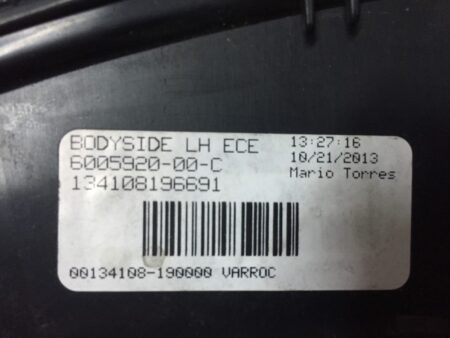 BODYSIDE LH ECE
13:27:16
6005920-00-C
10/21/2013
134108196691
Mario Torres
00134108-190000 VARROC